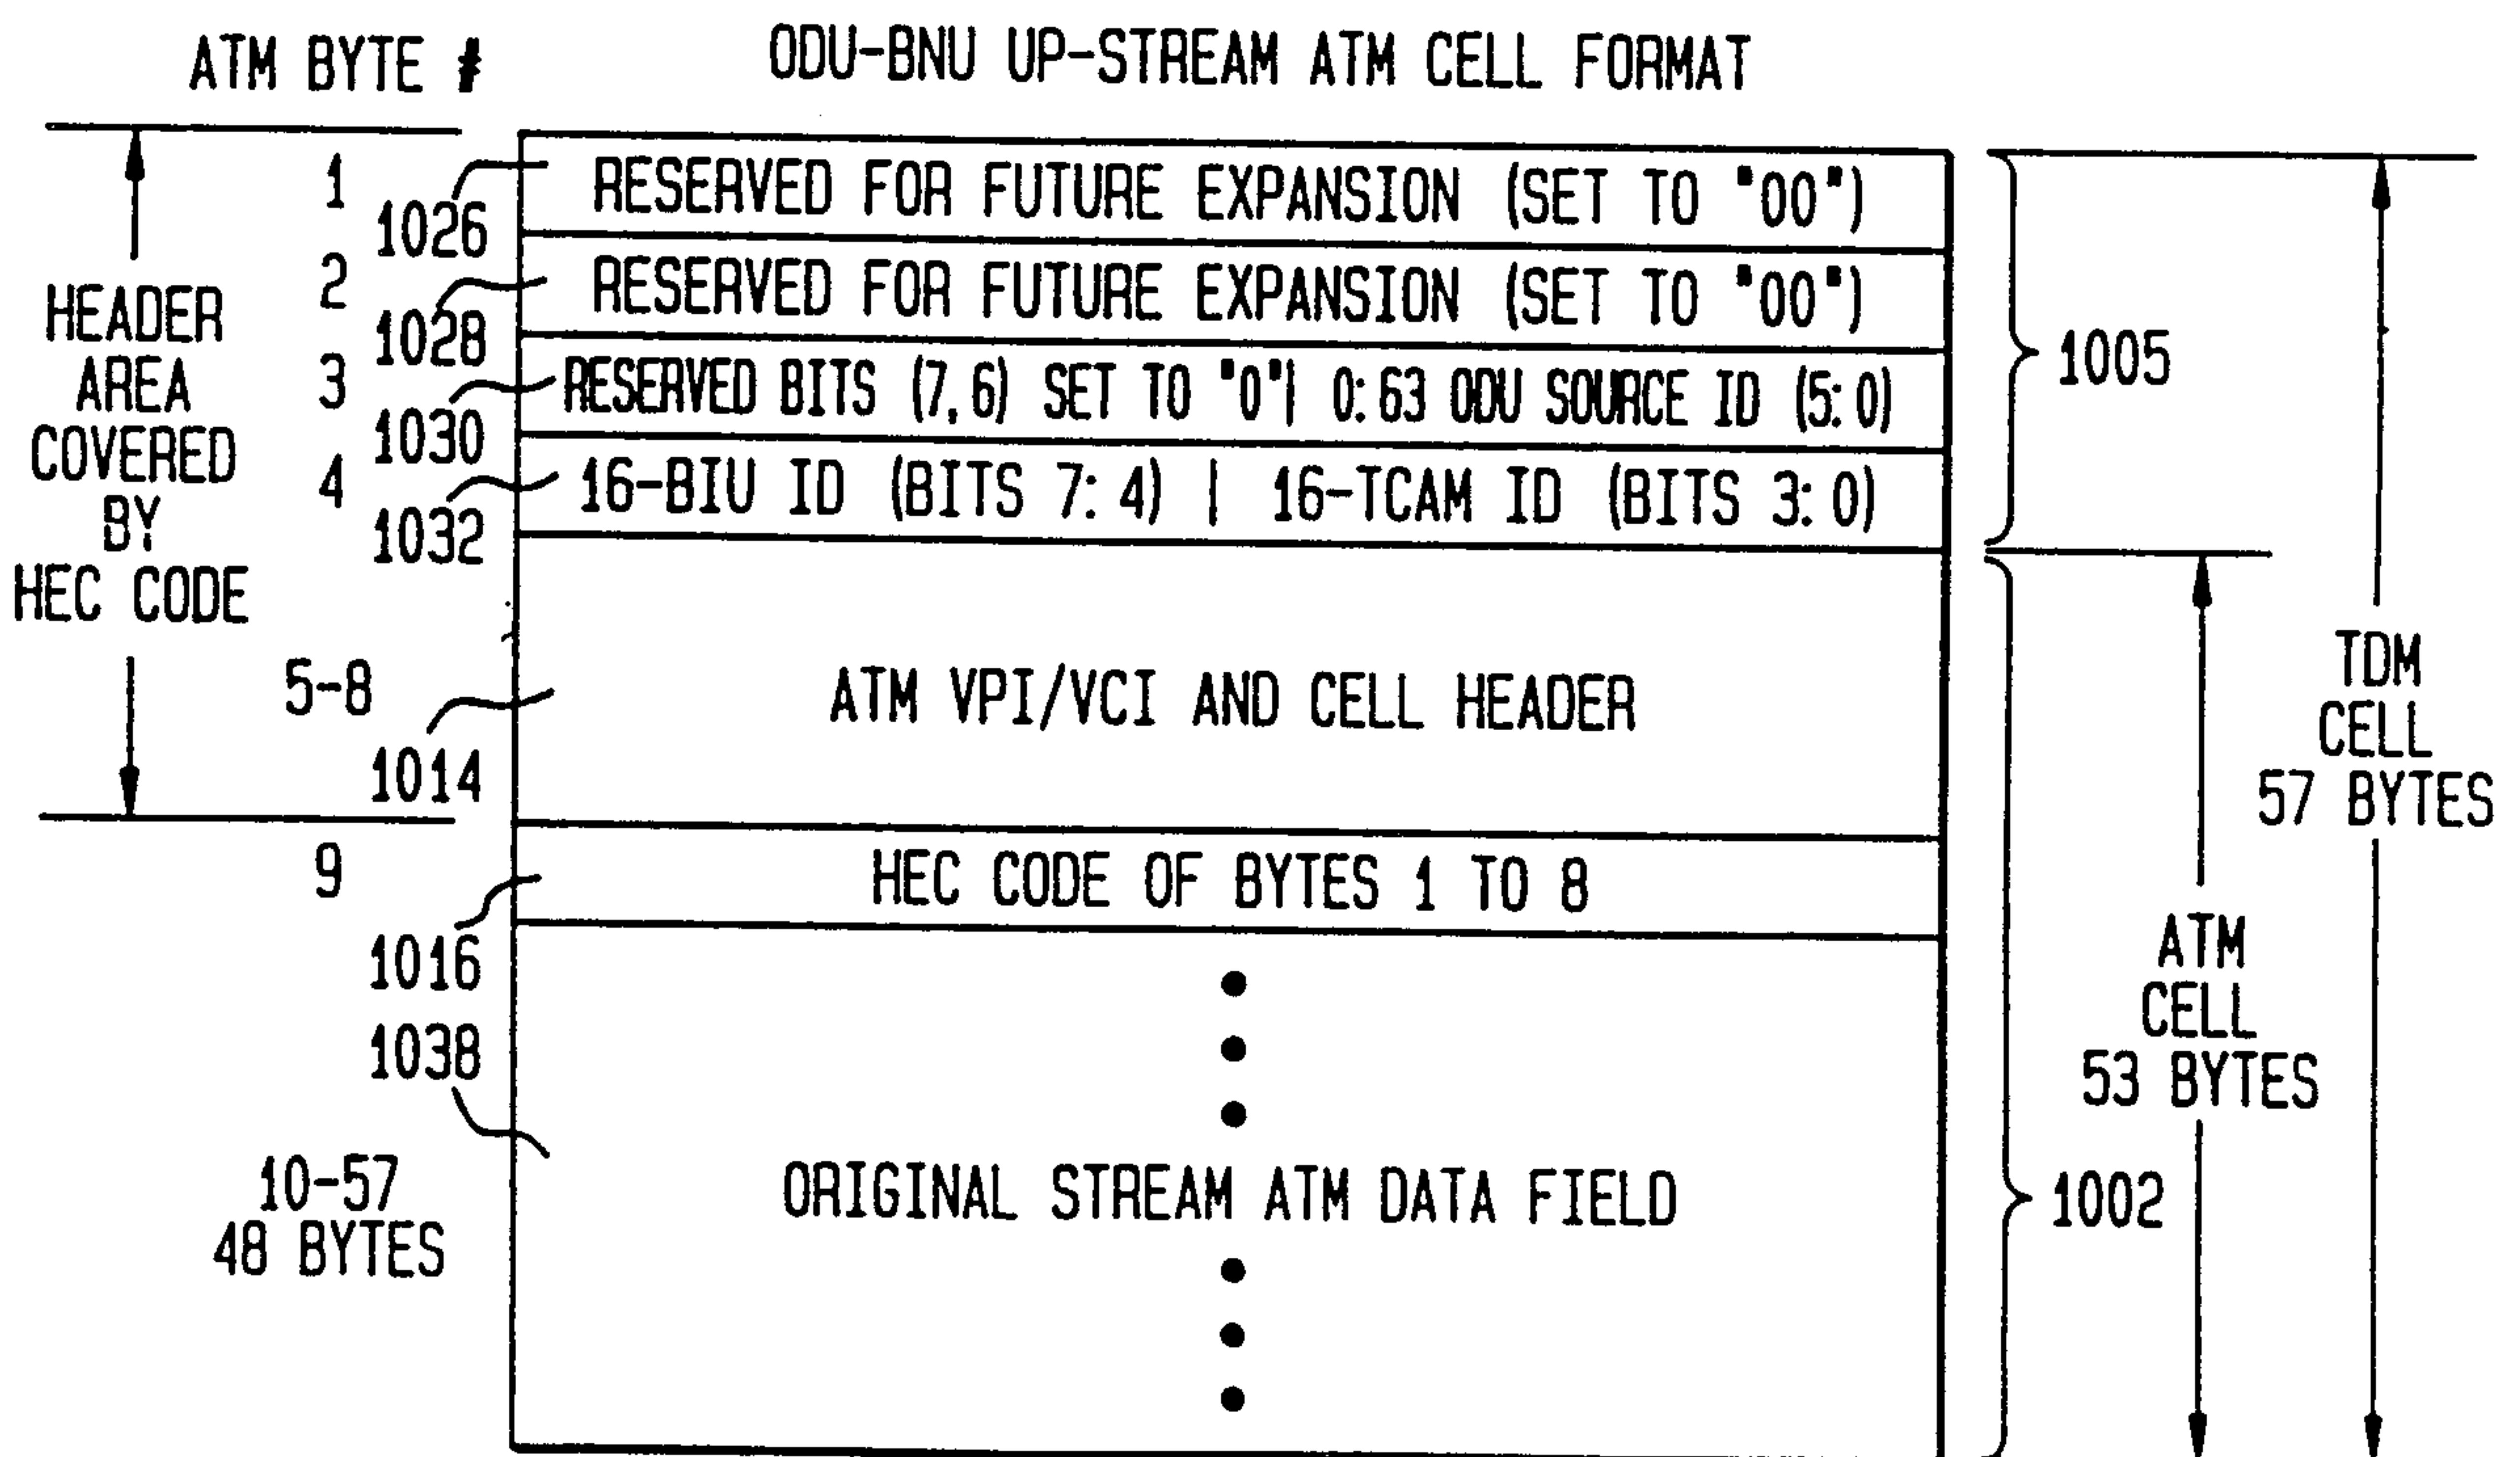 ATM BYTE #
ODU-BNU UP-STREAM ATM CELL FORMAT
HEADER
AREA
COVERED
BY
HEC CODE
1
1026
RESERVED FOR FUTURE EXPANSION (SET TO "00")
2
1028
RESERVED FOR FUTURE EXPANSION (SET TO "00")
3
1030
RESERVED BITS (7,6) SET TO "0"| 0:63 ODU SOURCE ID (5:0)
4
1032
16-BIU ID (BITS 7:4) | 16-TCAM ID (BITS 3:0)
1005
5-8
1014
ATM VPI/VCI AND CELL HEADER
TDM
CELL
57 BYTES
9
1016
HEC CODE OF BYTES 1 TO 8
ATM
CELL
53 BYTES
1038
10-57
48 BYTES
ORIGINAL STREAM ATM DATA FIELD
1002